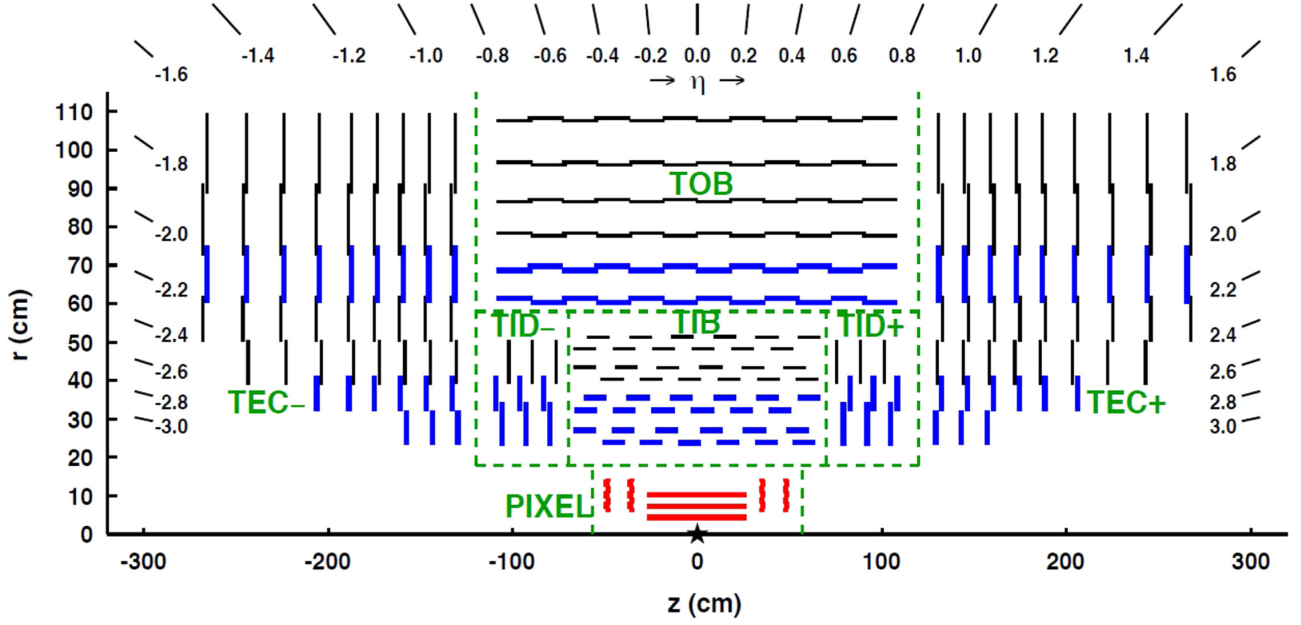 -1.4 -1.2 -1.0 -0.8 -0.6 -0.4 -0.2 0.0 0.2 0.4 0.6 0.8 1.0 1.2 1.4
-1.6 → η → 1.6
110
100
-1.8 1.8
90
TOB
80
-2.0 2.0
70
-2.2 2.2
60
TID− TIB TID+
-2.4 2.4
50
-2.6 2.6
40
TEC− -2.8 TEC+ 2.8
30
-3.0 3.0
20
10
PIXEL
0
r (cm)
-300 -200 -100 0 100 200 300
z (cm)